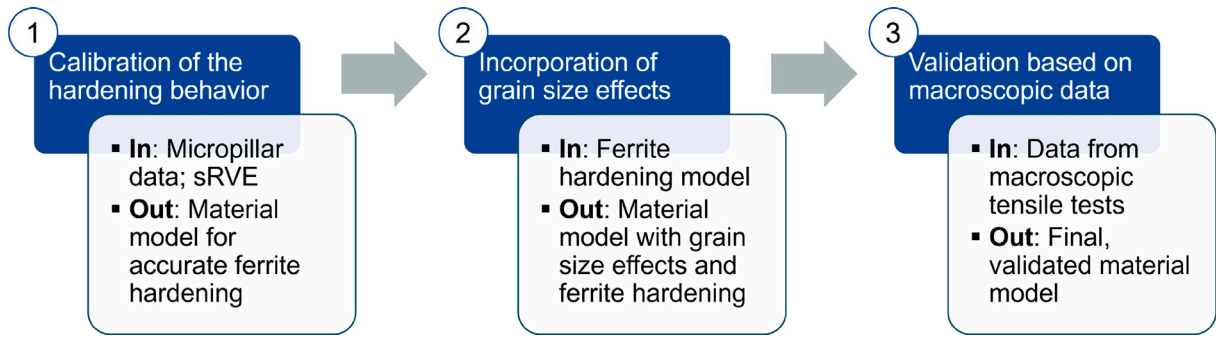 1
Calibration of the
hardening behavior
▪ In: Micropillar
data; sRVE
▪ Out: Material
model for
accurate ferrite
hardening
2
Incorporation of
grain size effects
▪ In: Ferrite
hardening model
▪ Out: Material
model with grain
size effects and
ferrite hardening
3
Validation based on
macroscopic data
▪ In: Data from
macroscopic
tensile tests
▪ Out: Final,
validated material
model